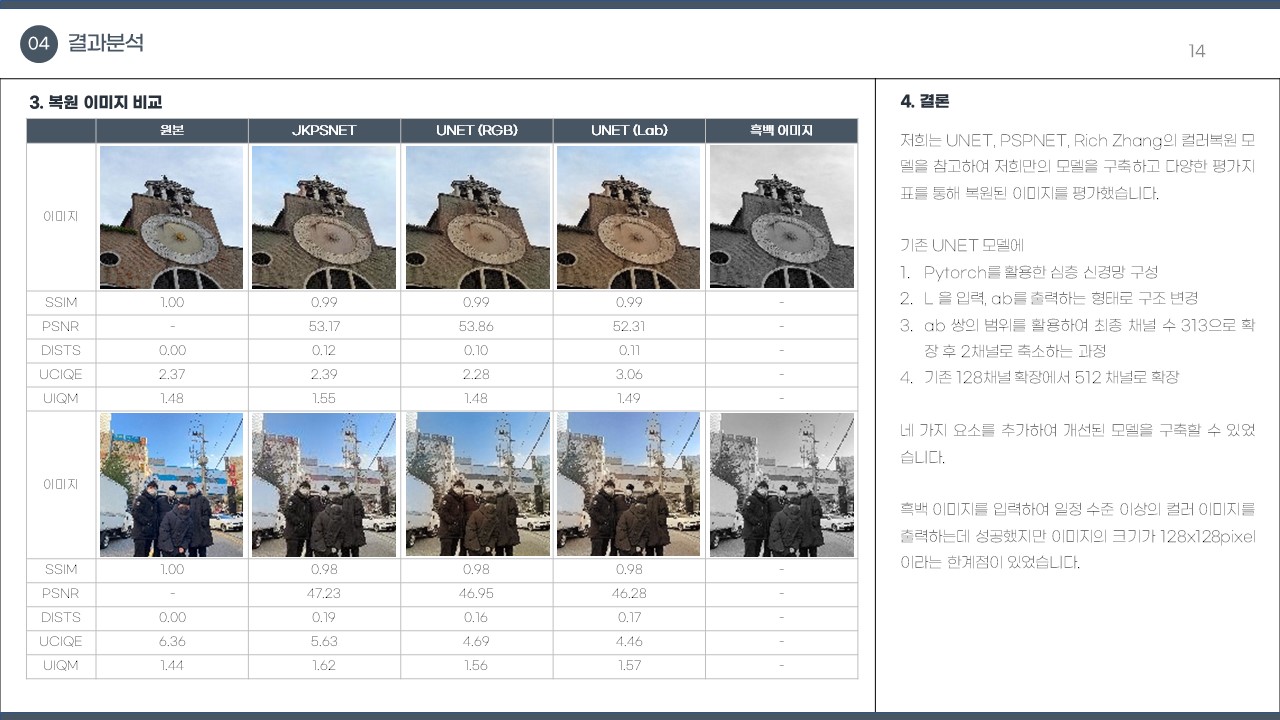 04 결과분석
14
3. 복원 이미지 비교
원본 JKPSNET UNET (RGB) UNET (Lab) 흑백 이미지
이미지
SSIM 1.00 0.99 0.99 0.99 -
PSNR - 53.17 53.86 52.31 -
DISTS 0.00 0.12 0.10 0.11 -
UCIQE 2.37 2.39 2.28 3.06 -
UIQM 1.48 1.55 1.48 1.49 -
이미지
SSIM 1.00 0.98 0.98 0.98 -
PSNR - 47.23 46.95 46.28 -
DISTS 0.00 0.19 0.16 0.17 -
UCIQE 6.36 5.63 4.69 4.46 -
UIQM 1.44 1.62 1.56 1.57 -
4. 결론
저희는 UNET, PSPNET, Rich Zhang의 컬러복원 모
델을 참고하여 저희만의 모델을 구축하고 다양한 평가지
표를 통해 복원된 이미지를 평가했습니다.
기존 UNET 모델에
1. Pytorch를 활용한 심층 신경망 구성
2. L 을 입력, ab를 출력하는 형태로 구조 변경
3. ab 쌍의 범위를 활용하여 최종 채널 수 313으로 확
장 후 2채널로 축소하는 과정
4. 기존 128채널 확장에서 512 채널로 확장
네 가지 요소를 추가하여 개선된 모델을 구축할 수 있었
습니다.
흑백 이미지를 입력하여 일정 수준 이상의 컬러 이미지를
출력하는데 성공했지만 이미지의 크기가 128x128pixel
이라는 한계점이 있었습니다.